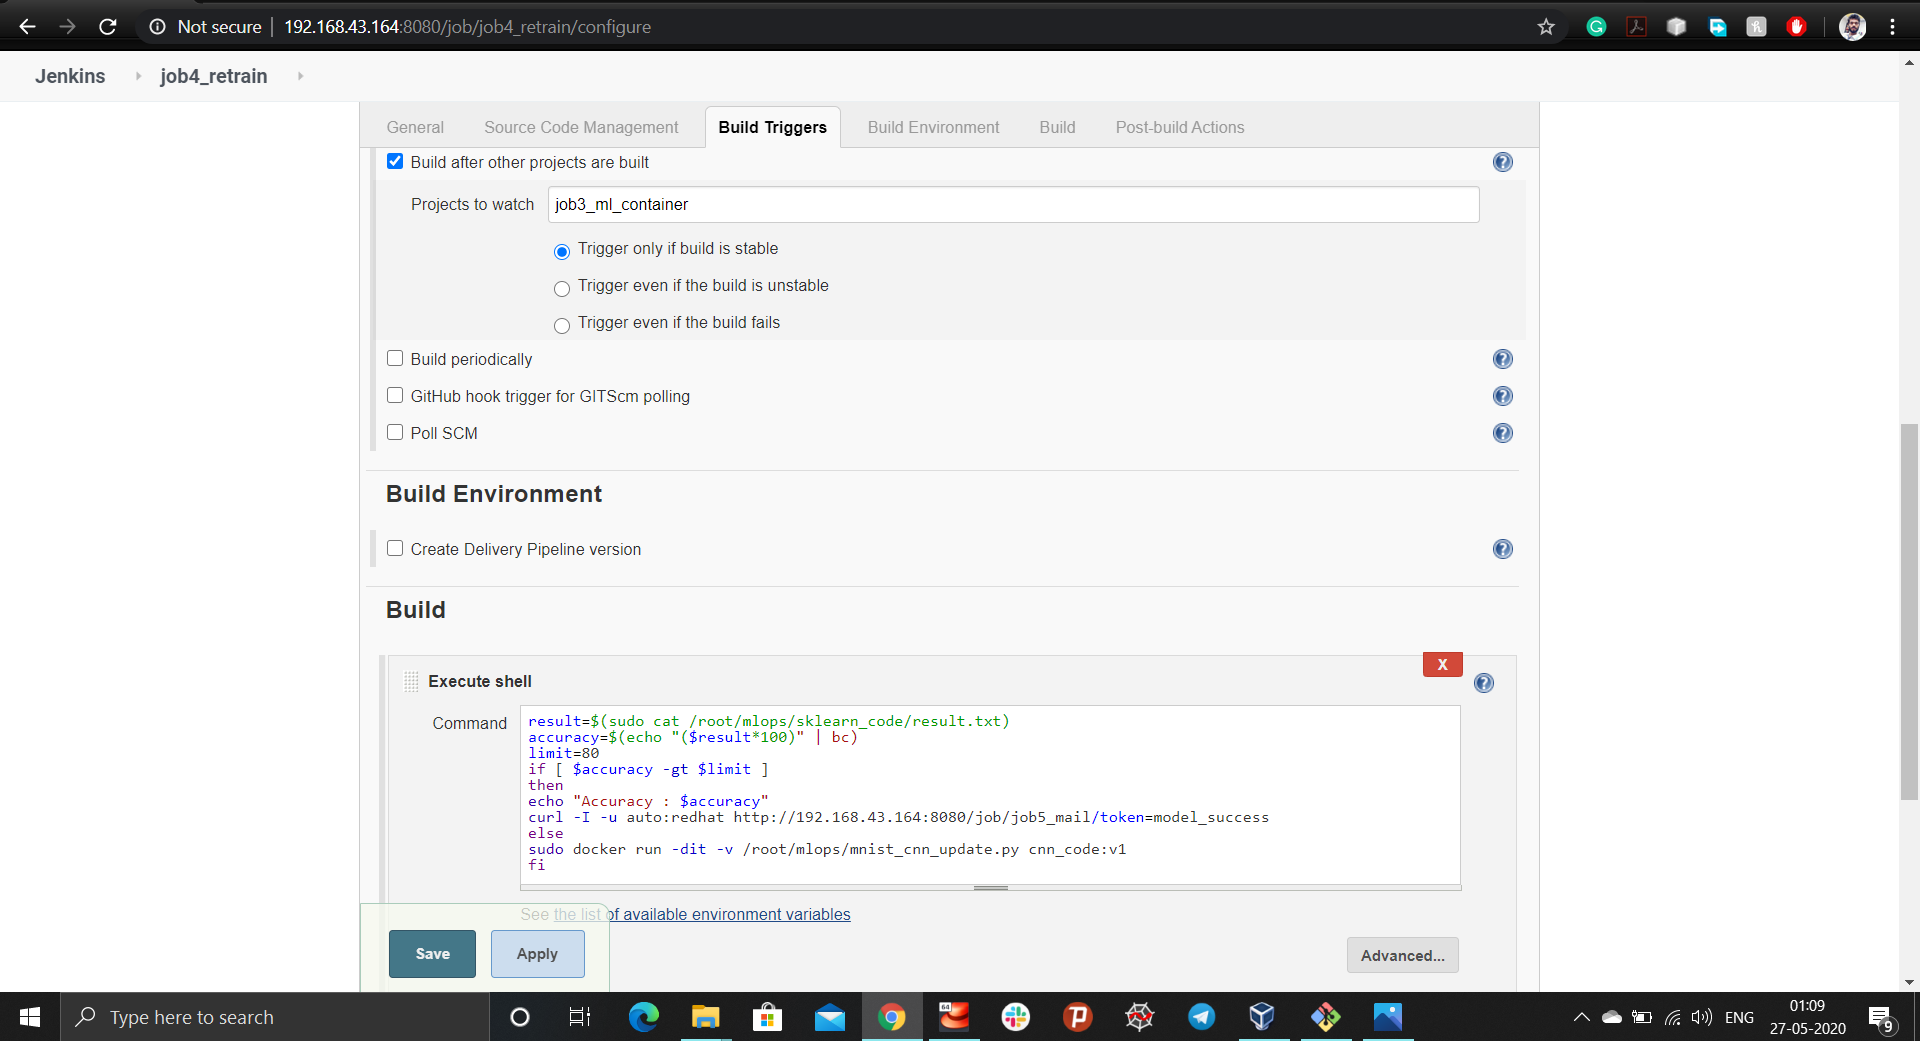 Not secure | 192.168.43.164:8080/job/job4_retrain/configure
Jenkins job4_retrain
General Source Code Management Build Triggers Build Environment Build Post-build Actions
Build after other projects are built
Projects to watch job3_ml_container
Trigger only if build is stable
Trigger even if the build is unstable
Trigger even if the build fails
Build periodically
GitHub hook trigger for GITScm polling
Poll SCM
Build Environment
Create Delivery Pipeline version
Build
X
Execute shell
Command
result=$(sudo cat /root/mlops/sklearn_code/result.txt)
accuracy=$(echo "($result*100)" | bc)
limit=80
if [ $accuracy -gt $limit ]
then
echo "Accuracy : $accuracy"
curl -I -u auto:redhat http://192.168.43.164:8080/job/job5_mail/token=model_success
else
sudo docker run -dit -v /root/mlops/mnist_cnn_update.py cnn_code:v1
fi
See the list of available environment variables
Save Apply
Advanced...
Type here to search
64
ENG
01:09
27-05-2020
9